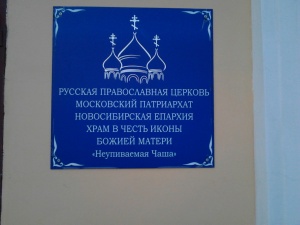 РУССКАЯ ПРАВОСЛАВНАЯ ЦЕРКОВЬ
МОСКОВСКИЙ ПАТРИАРХАТ
НОВОСИБИРСКАЯ ЕПАРХИЯ
ХРАМ В ЧЕСТЬ ИКОНЫ
БОЖИЕЙ МАТЕРИ
«Неупиваемая Чаша»